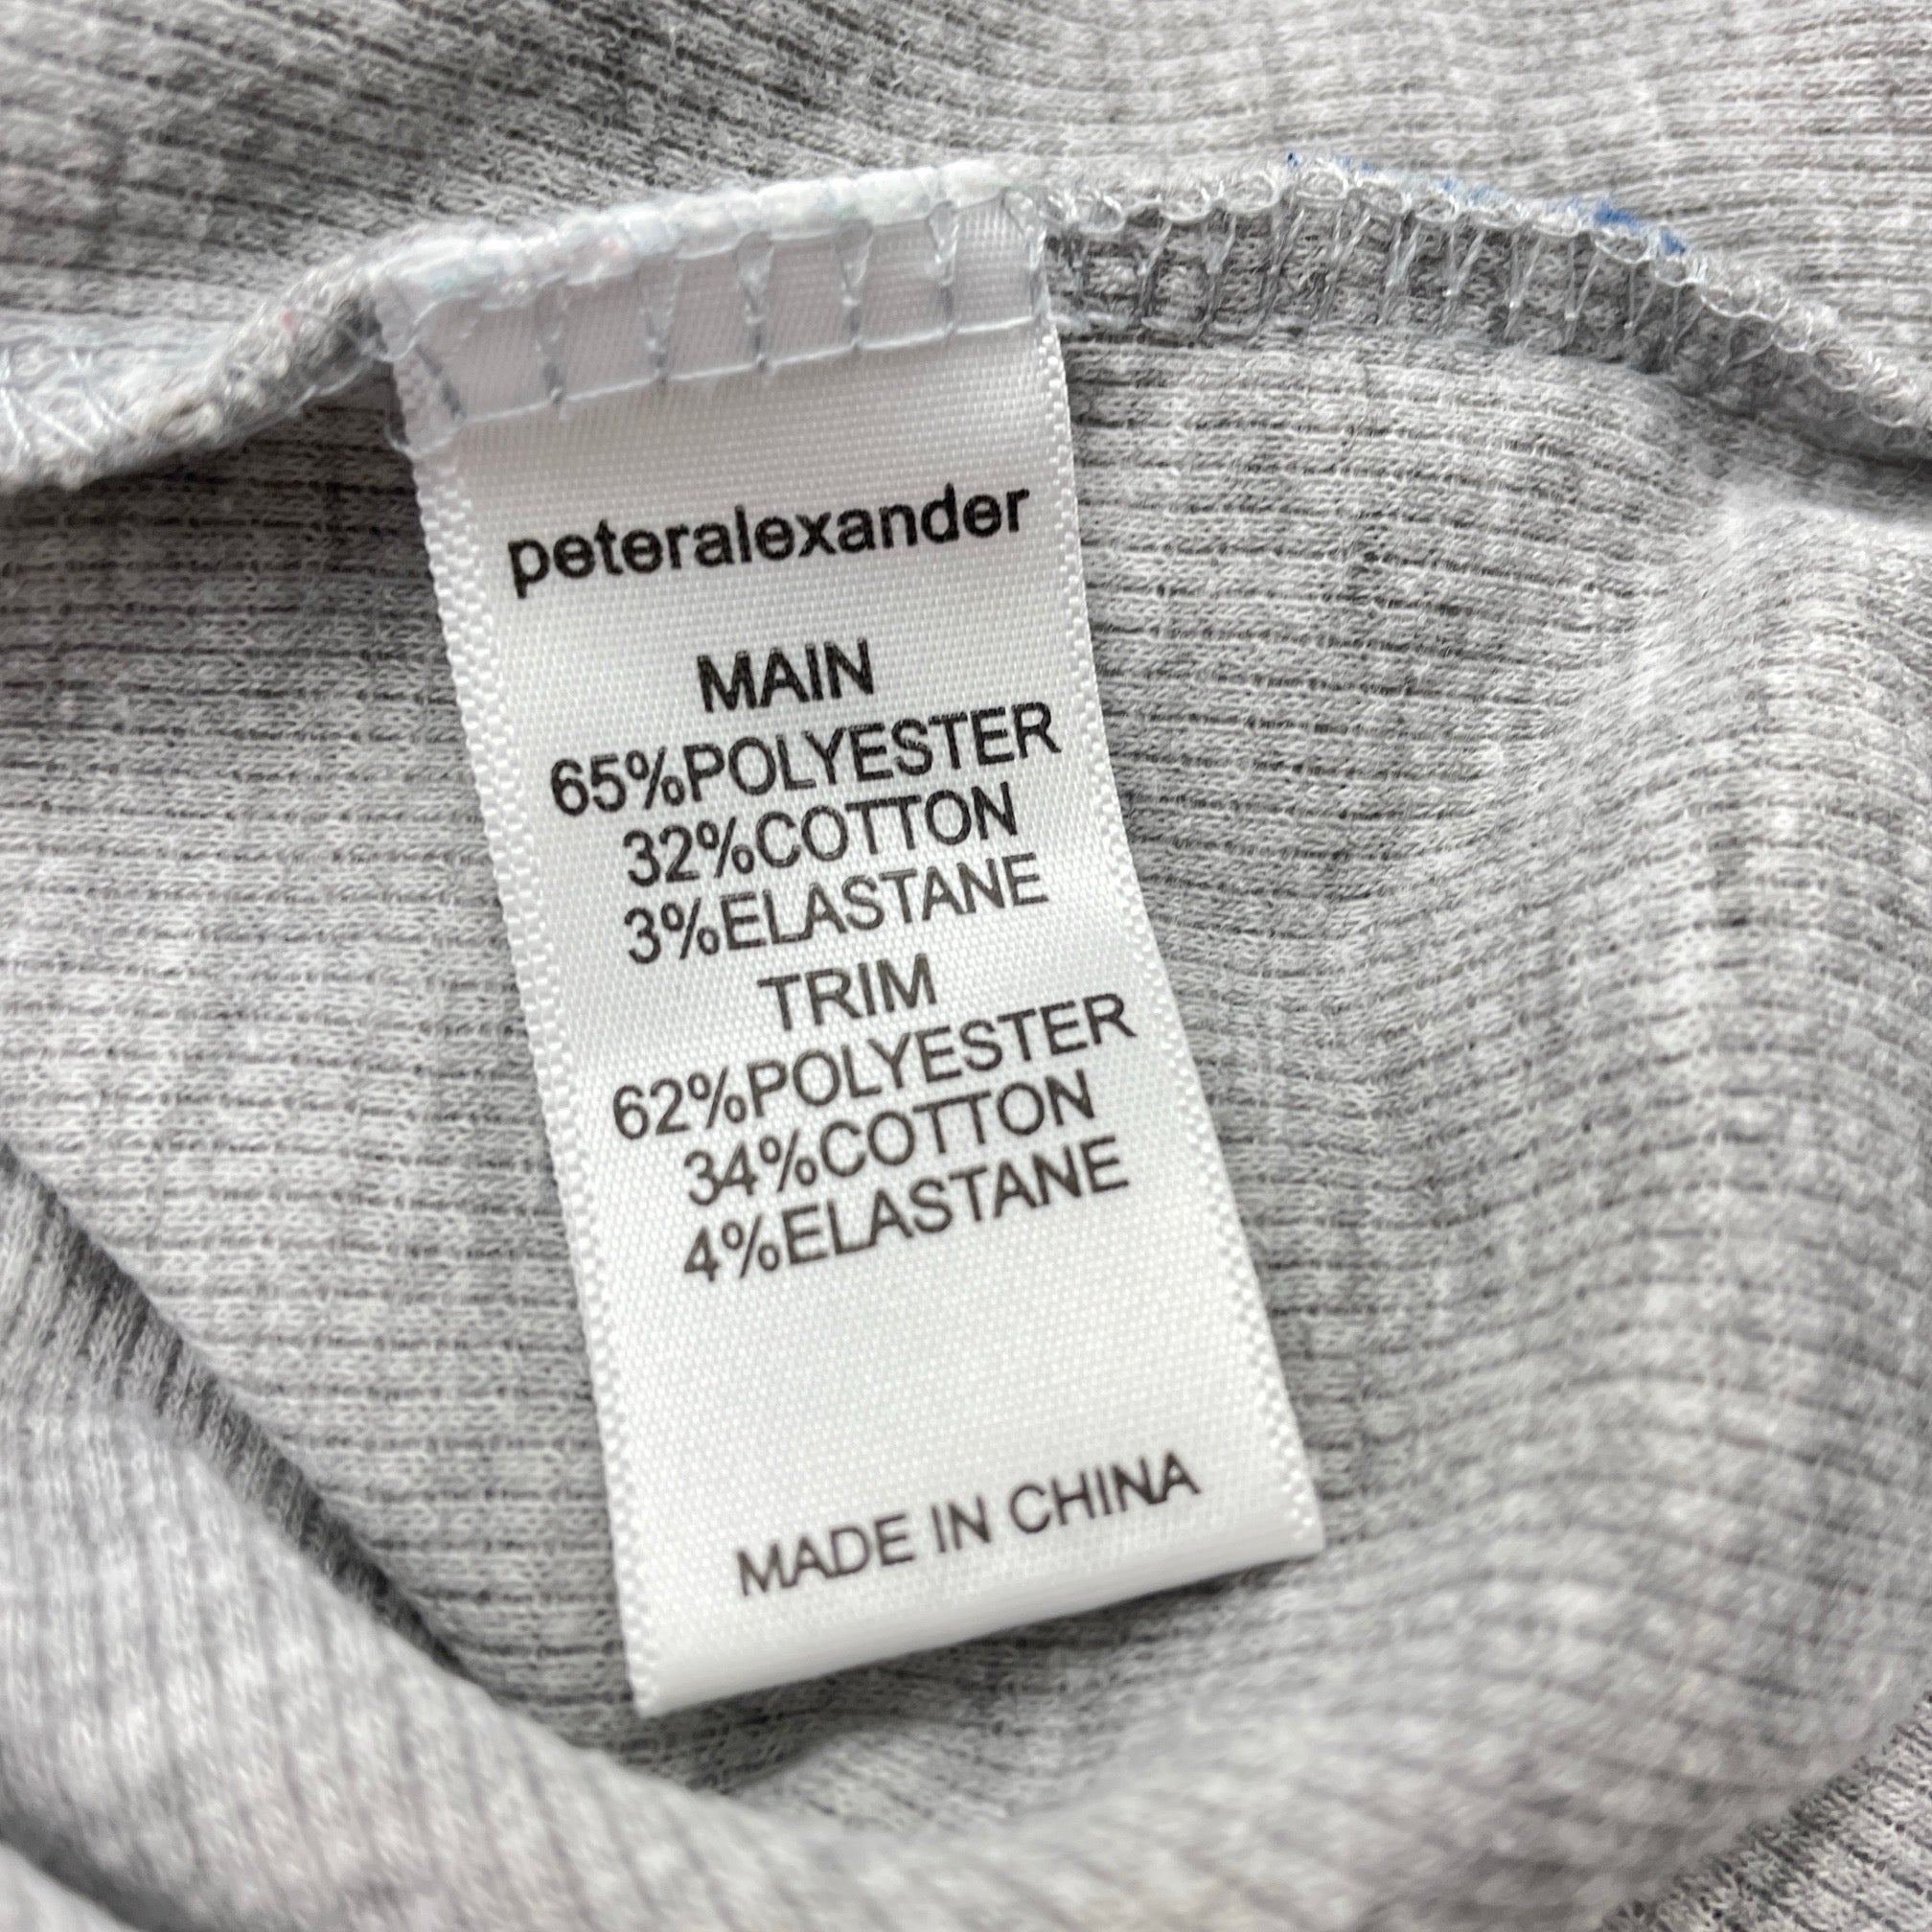 peteralexander
MAIN
65%POLYESTER
32%COTTON
3%ELASTANE
TRIM
62%POLYESTER
34%COTTON
4%ELASTANE
MADE IN CHINA